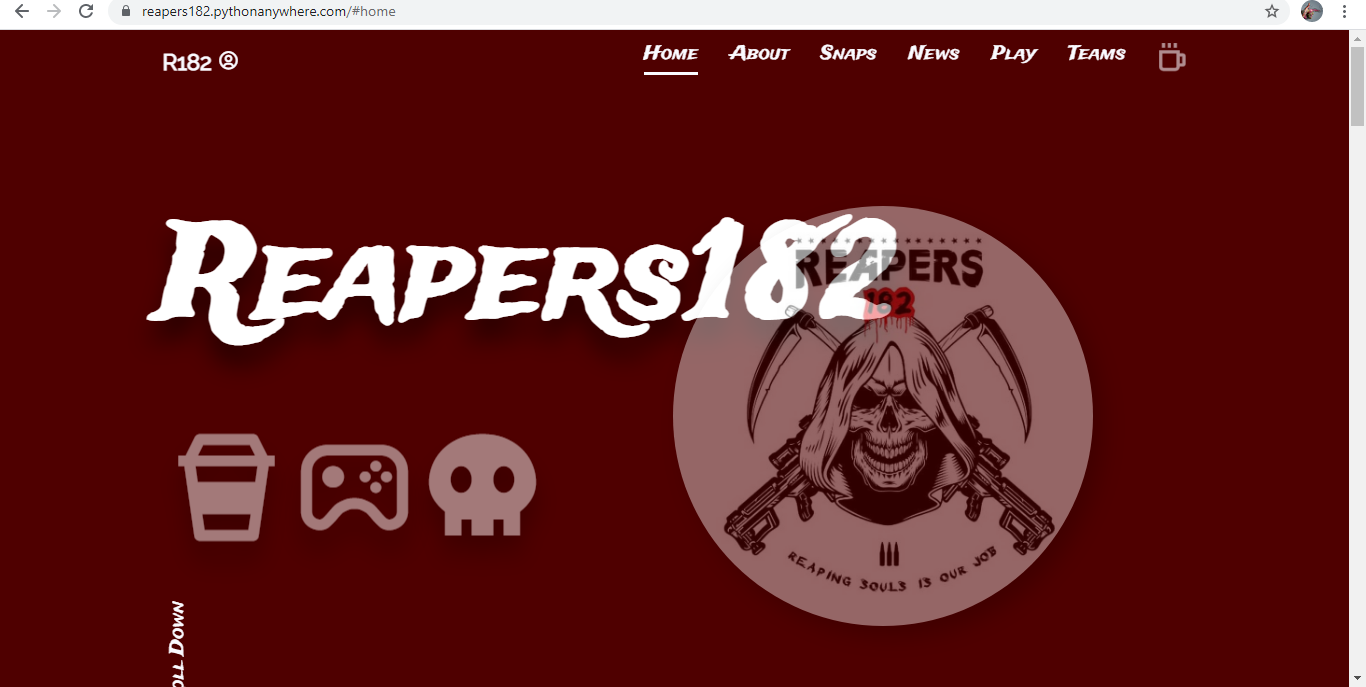 reapers182.pythonanywhere.com/#home
R182
Home About Snaps News Play Teams
Reapers182
REAPERS
182
REAPING SOULS IS OUR JOB
oll Down